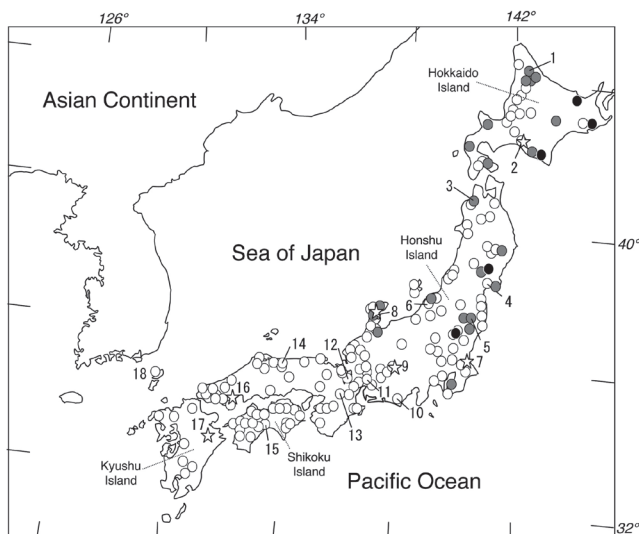 126°
134°
142°
1
Hokkaido
Island
Asian Continent
2
3
Sea of Japan
Honshu
Island
40°
6
8
4
12
14
5
18
16
9
7
11
10
17
13
15
Shikoku
Island
Kyushu
Island
Pacific Ocean
32°